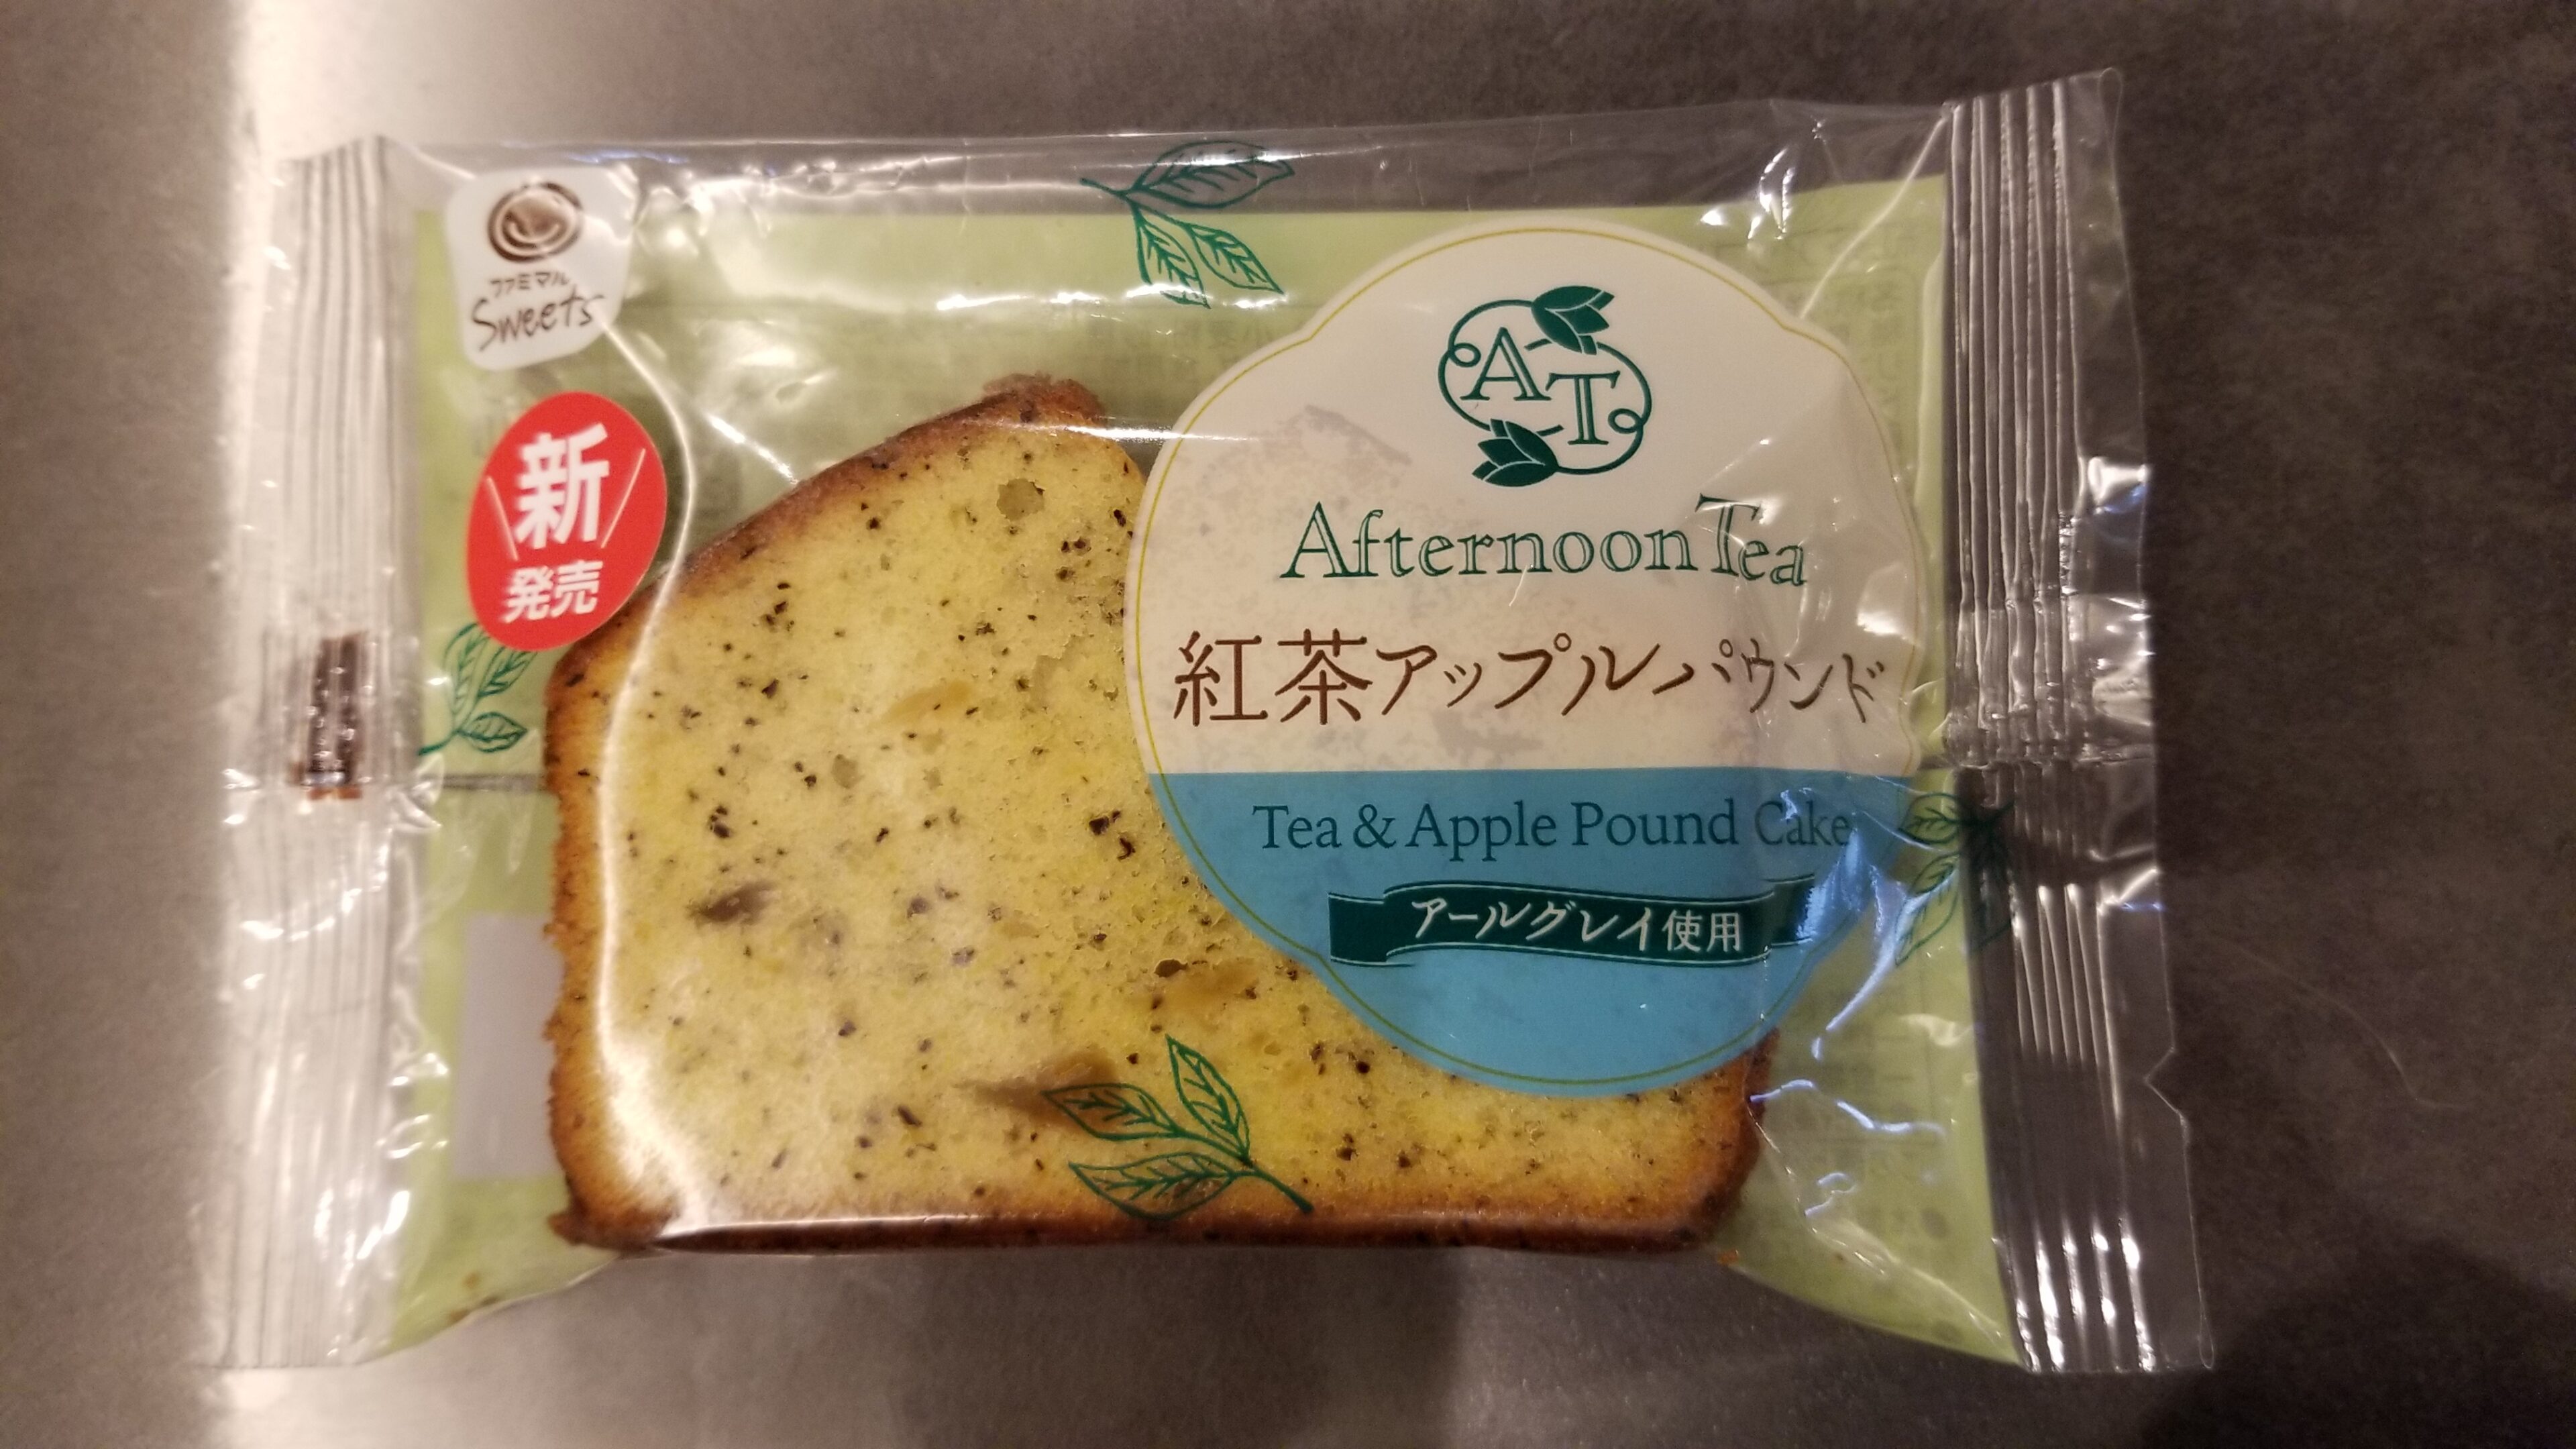 ファミマル
Sweets
新
発売
AT
Afternoon Tea
紅茶アップルパウンド
Tea & Apple Pound Cake
アールグレイ使用